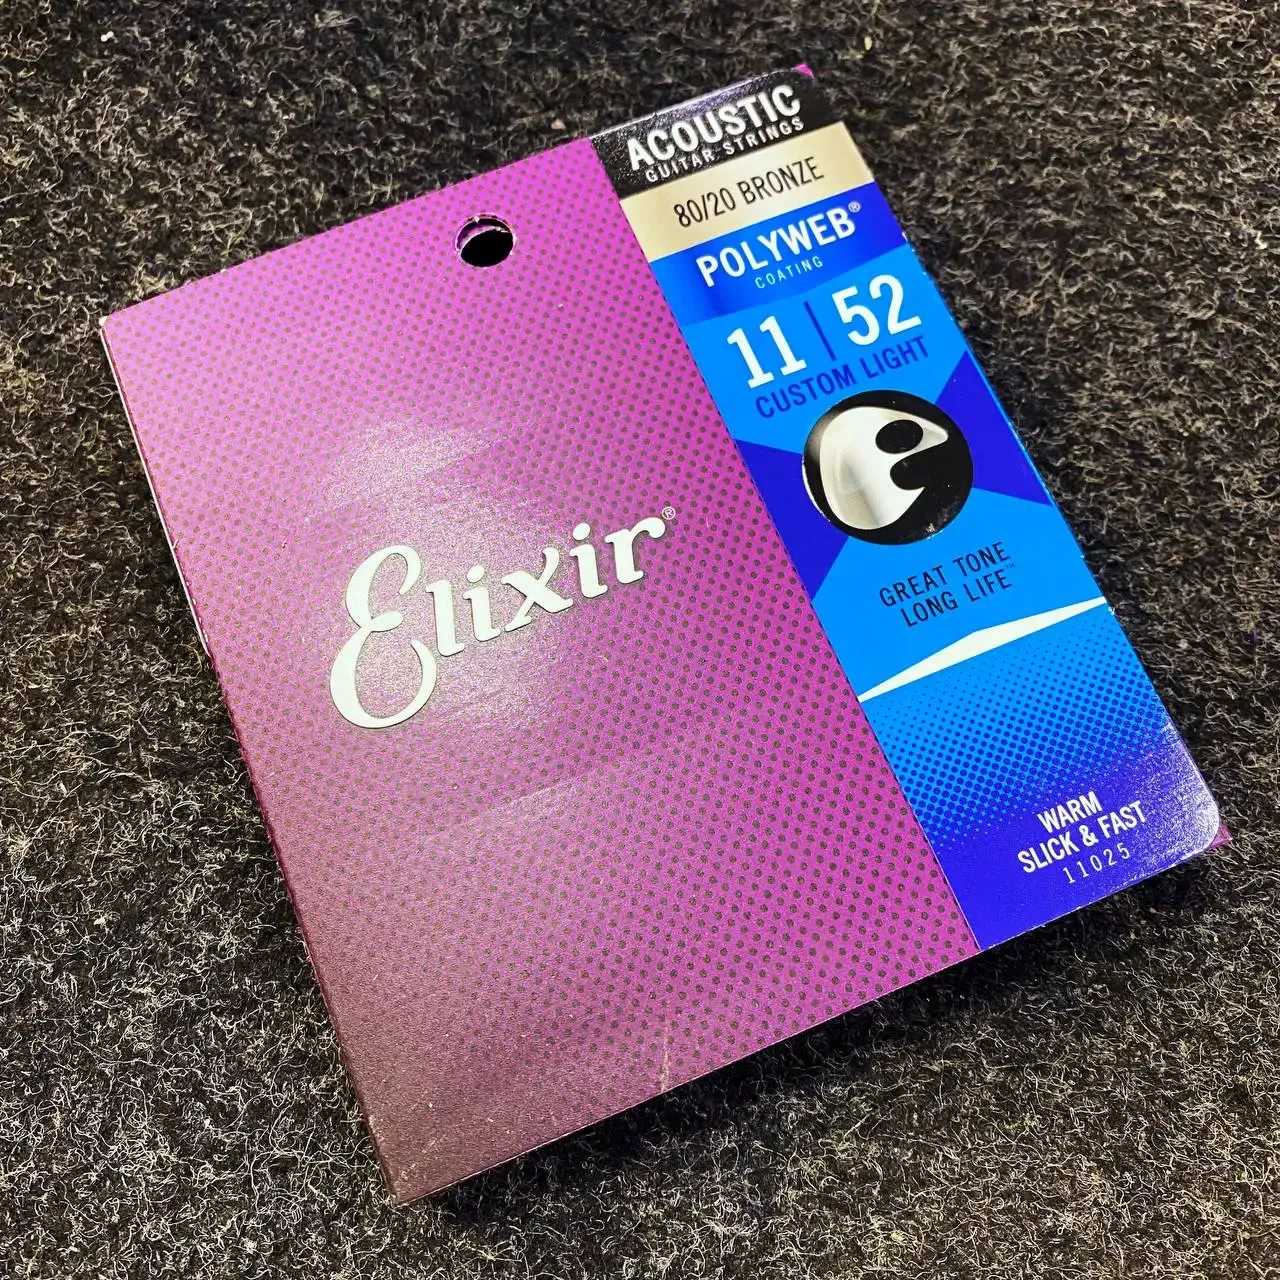 ACOUSTIC
GUITAR STRINGS
80/20 BRONZE
POLYWEB®
COATING
11 | 52
CUSTOM LIGHT
GREAT TONE
LONG LIFE™
Elixir®
WARM
SLICK & FAST
11025